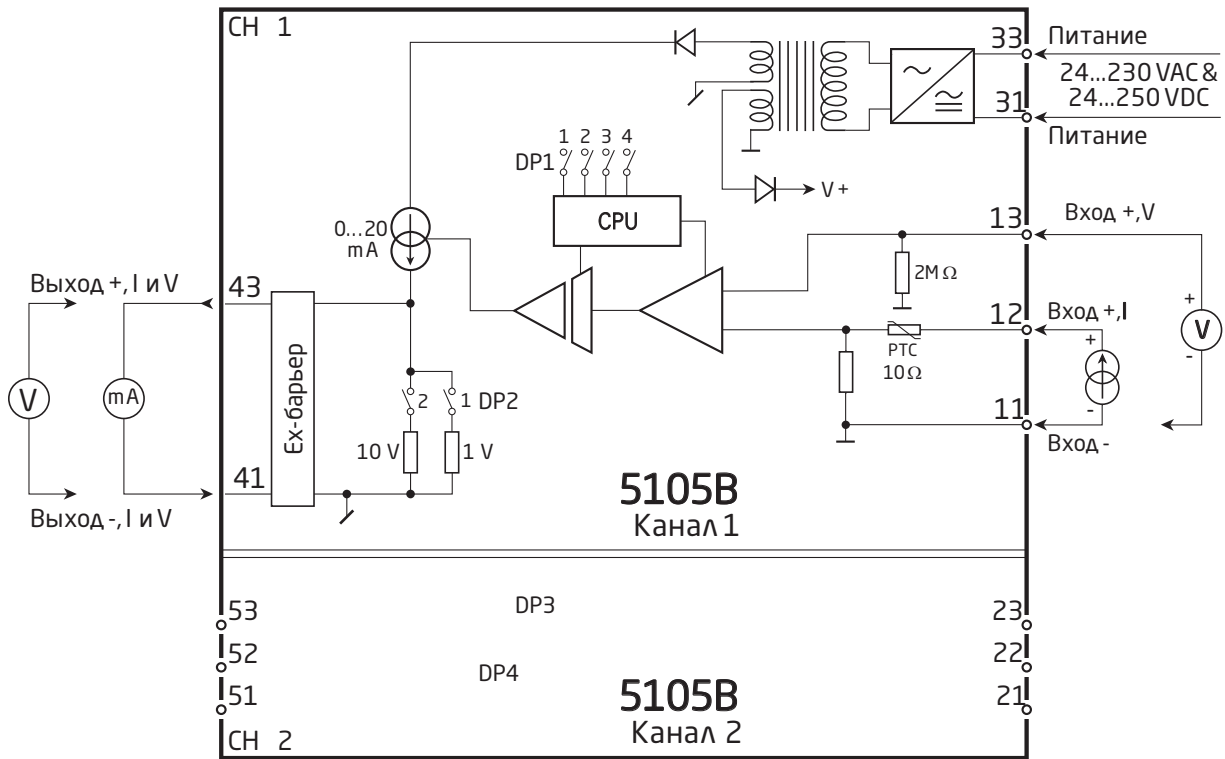 CH 1
33
Питание
24...230 VAC &
24...250 VDC
31
Питание
1 2 3 4
DP1
CPU
V +
0...20
mA
13
Вход +,V
2M Ω
Выход +, I и V
43
12
Вход +,I
+
+
V
-
PTC
10 Ω
-
V
mA
Ex-барьер
2
1 DP2
10 V
1 V
11
Вход -
41
Выход -, I и V
5105B
Канал 1
53
DP3
23
52
DP4
22
51
5105B
21
Канал 2
CH 2